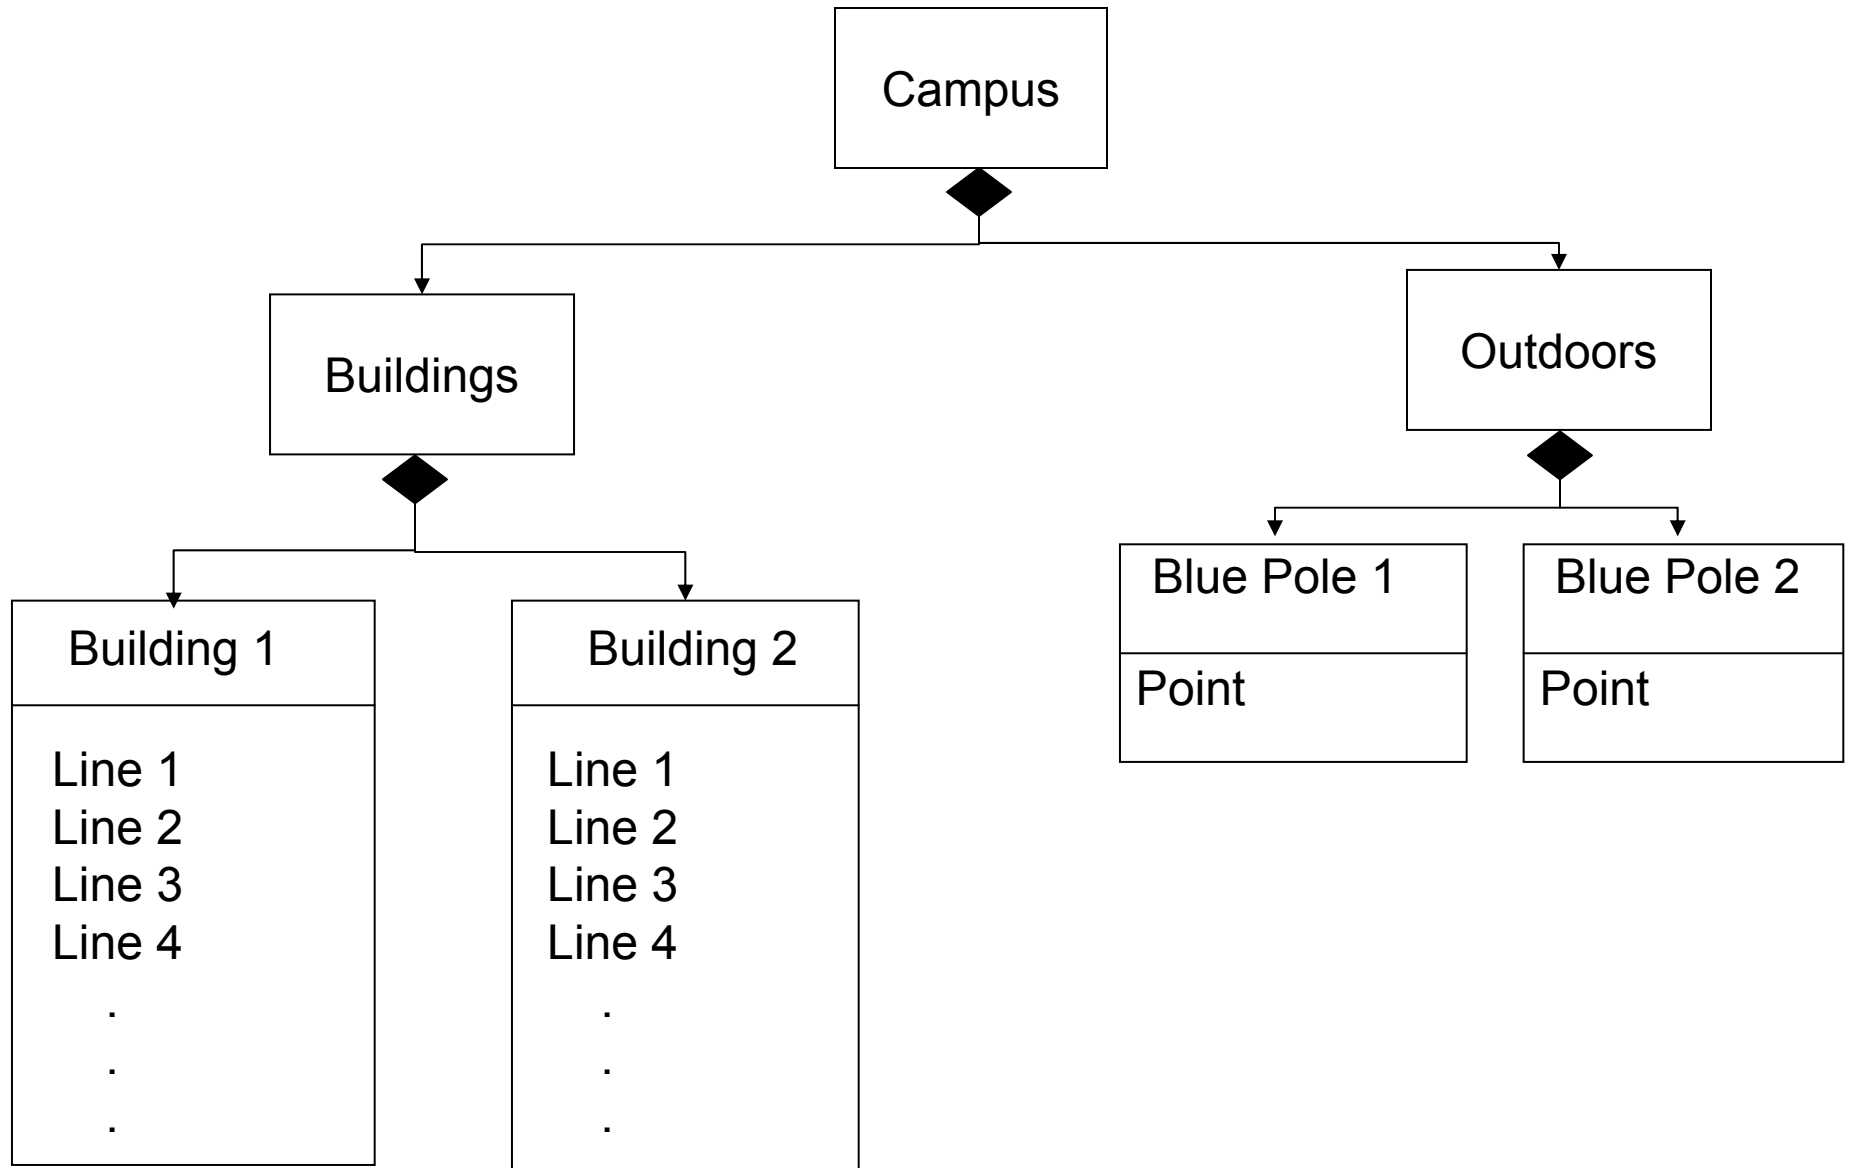 Campus
Buildings
Outdoors
Building 1
Line 1
Line 2
Line 3
Line 4
.
.
.
Building 2
Line 1
Line 2
Line 3
Line 4
.
.
.
Blue Pole 1
Point
Blue Pole 2
Point